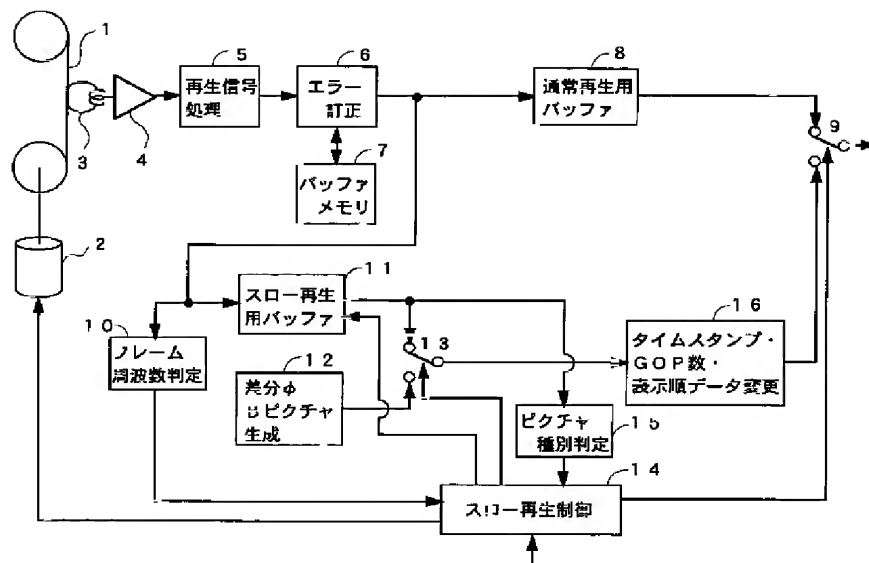 1
5
6
8
再生信号
処理
エラー
訂正
通常再生用
バッファ
9
3
4
7
バッファ
メモリ
2
11
スロー再生
用バッファ
16
10
13
タイムスタンプ・
GOP数・
表示順データ変更
フレーム
周波数判定
12
差分φ
Bピクチャ
生成
15
ピクチャ
種別判定
14
スロー再生制御